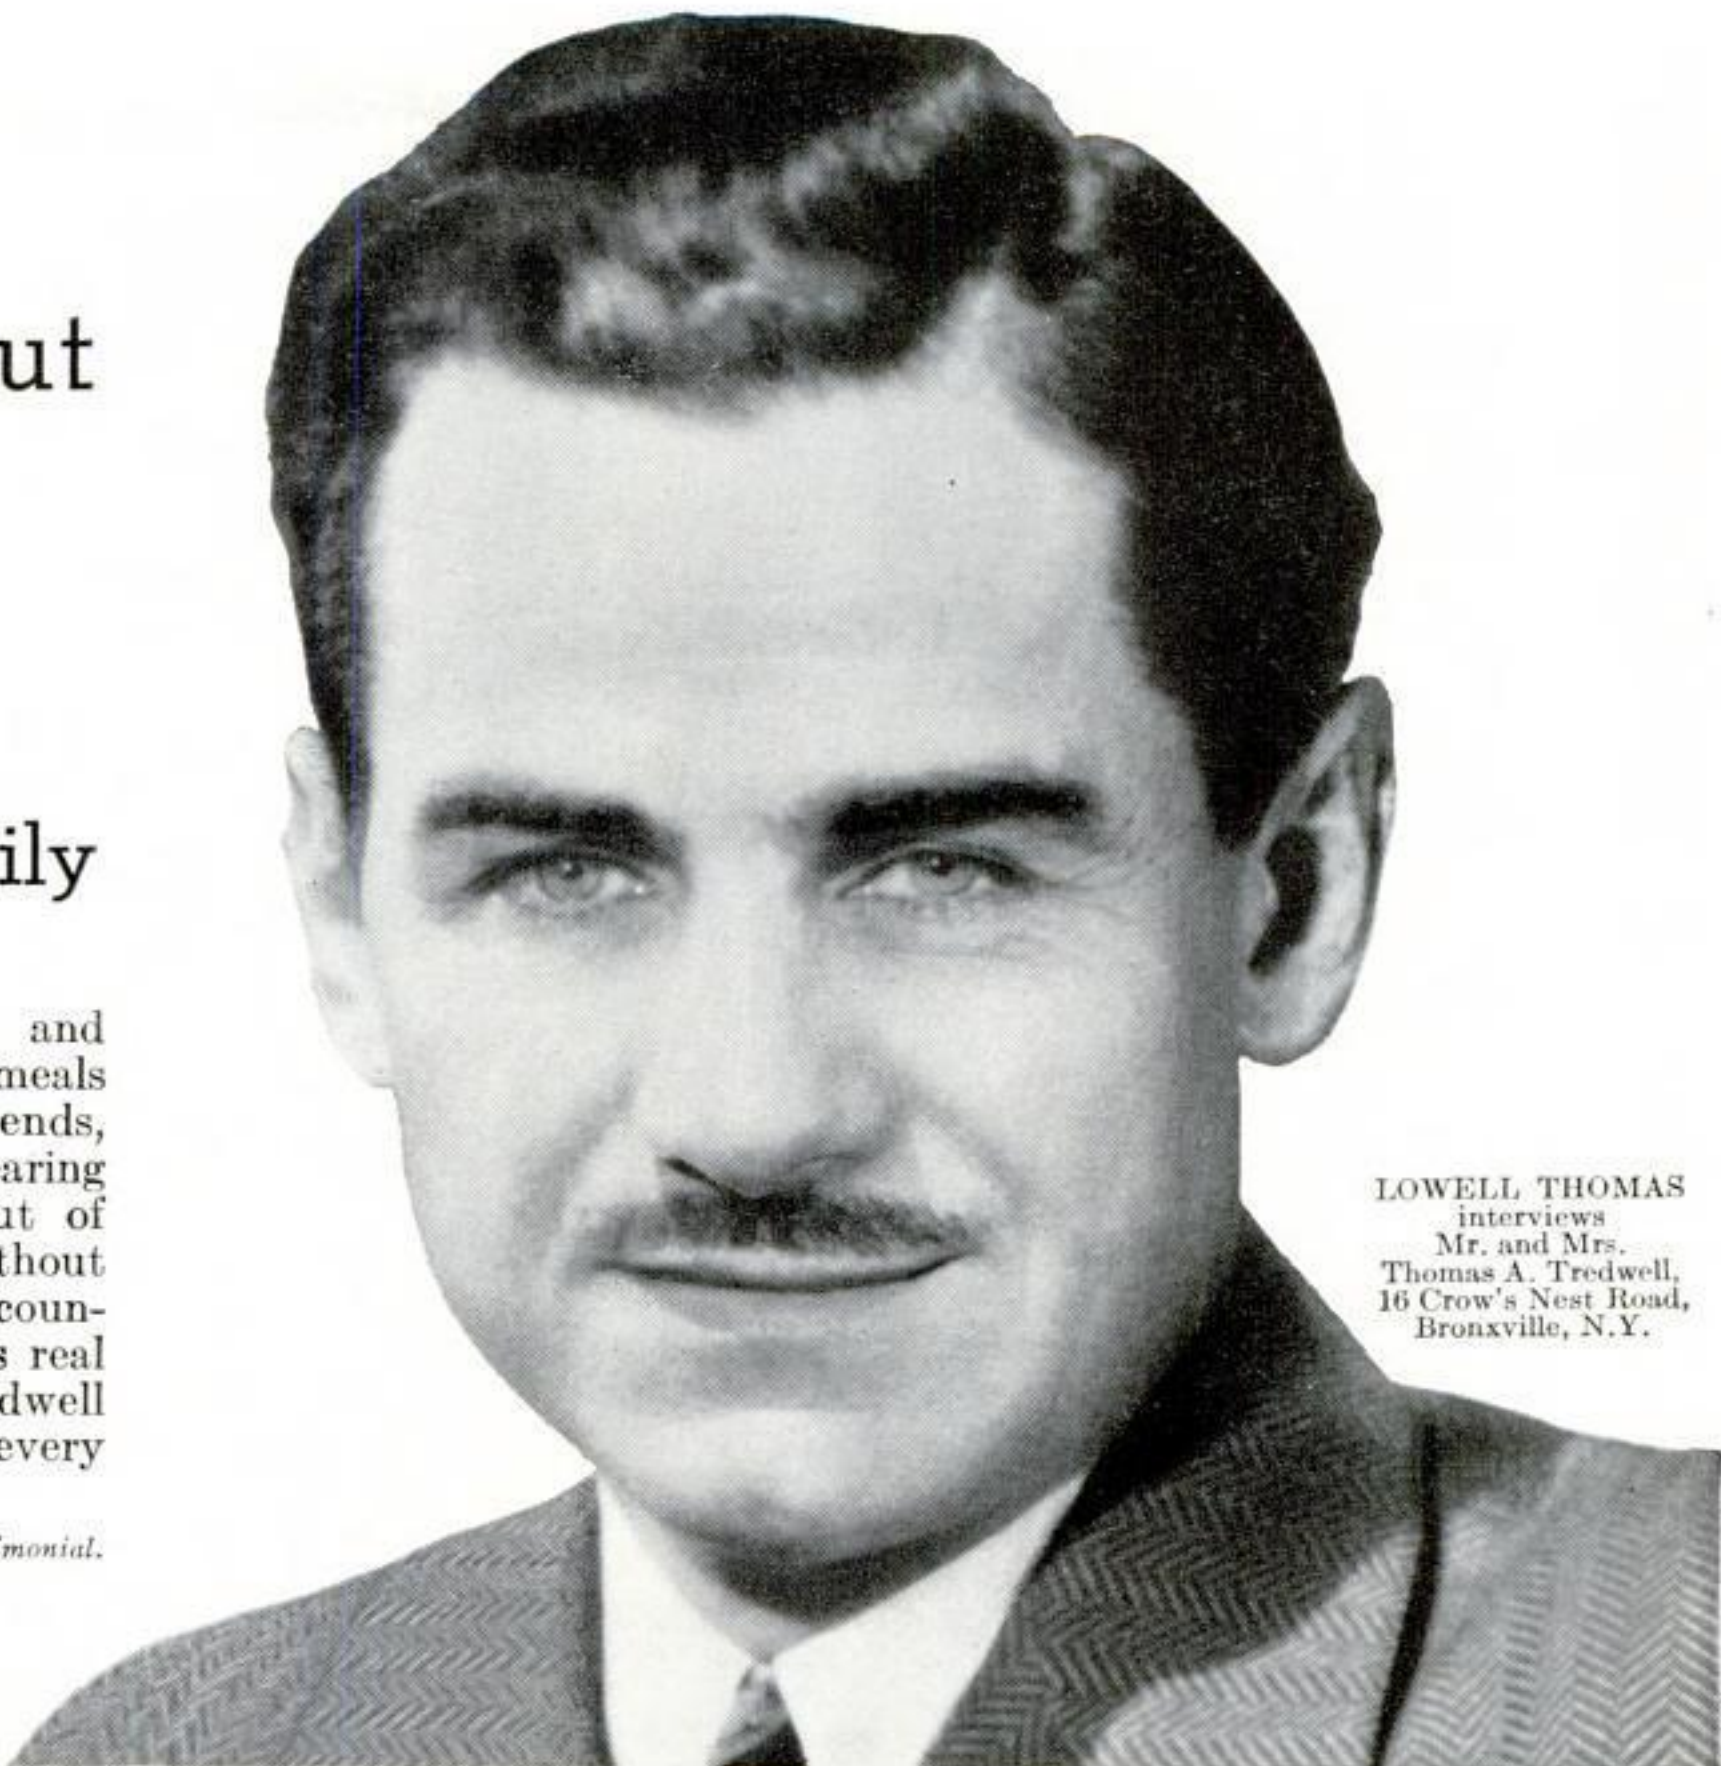 ut
ily
and
meals
ends,
earing
ut of
thout
coun-
s real
dwell
every
monial.
LOWELL THOMAS
interviews
Mr. and Mrs.
Thomas A. Tredwell,
16 Crow's Nest Road,
Bronxville, N.Y.